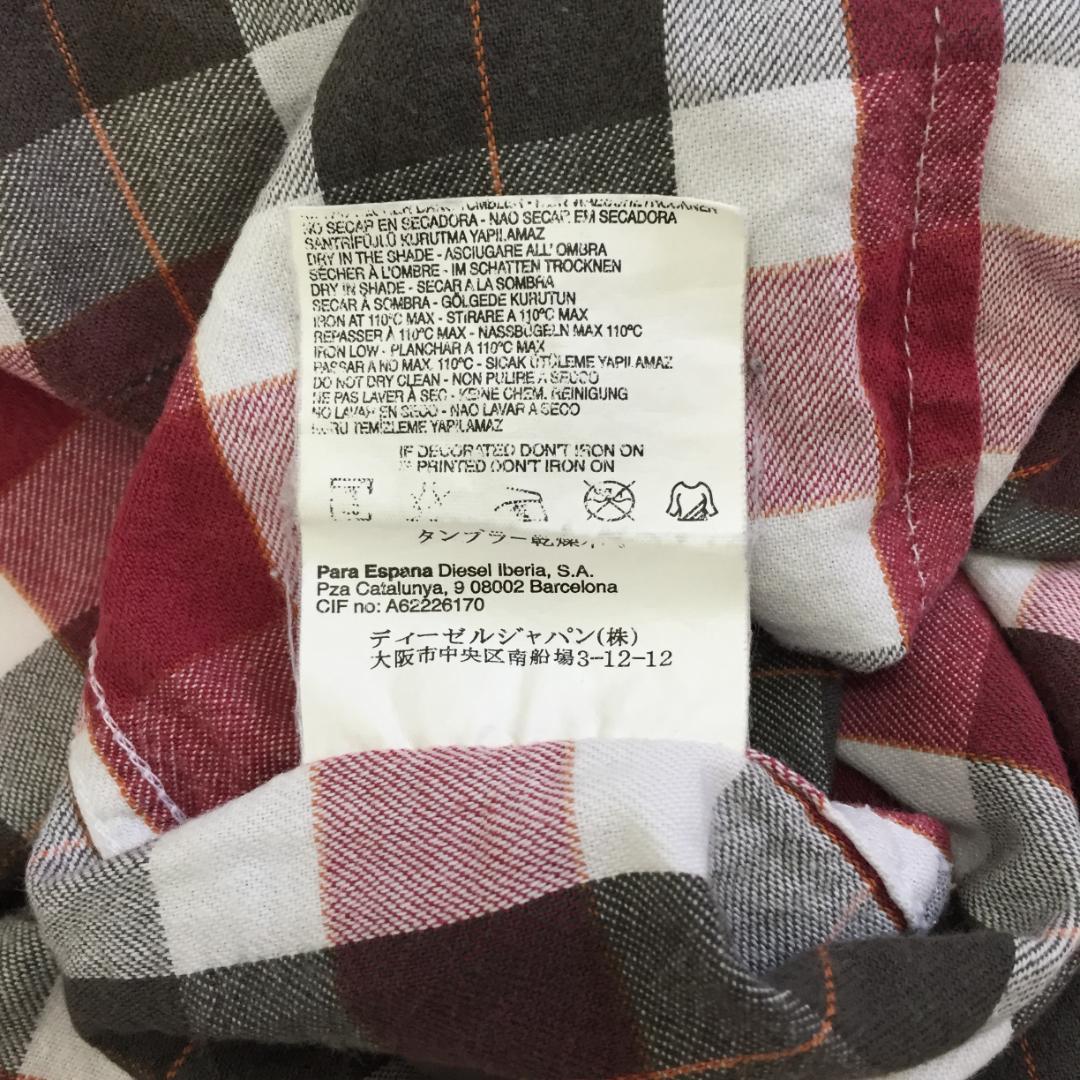 NO SECAR EN SECADORA - NAO SECAR EM SECADORA
SANTRİFÜJLÜ KURUTMA YAPILAMAZ
DRY IN THE SHADE - ASCIUGARE ALL' OMBRA
SÉCHER À L'OMBRE - IM SCHATTEN TROCKNEN
DRY IN SHADE - SECAR A LA SOMBRA
SECAR À SOMBRA - GÖLGEDE KURUTUN
IRON AT 110°C MAX - STIRARE A 110°C MAX
REPASSER À 110°C MAX - NASSBÜGELN MAX 110°C
IRON LOW - PLANCHAR A 110°C MAX
PASSAR A NO MAX. 110°C - SICAK ÜTÜLEME YAPILAMAZ
DO NOT DRY CLEAN - NON PULIRE A SECCO
NE PAS LAVER À SEC - KEINE CHEM. REINIGUNG
NO LAVAR EN SECO - NAO LAVAR A SECO
KURU TEMIZLEME YAPILAMAZ
IF DECORATED DON'T IRON ON
IF PRINTED DON'T IRON ON
タンブラー乾燥
Para Espana Diesel Iberia, S.A.
Pza Catalunya, 9 08002 Barcelona
CIF no: A62226170
ディーゼルジャパン(株)
大阪市中央区南船場3-12-12